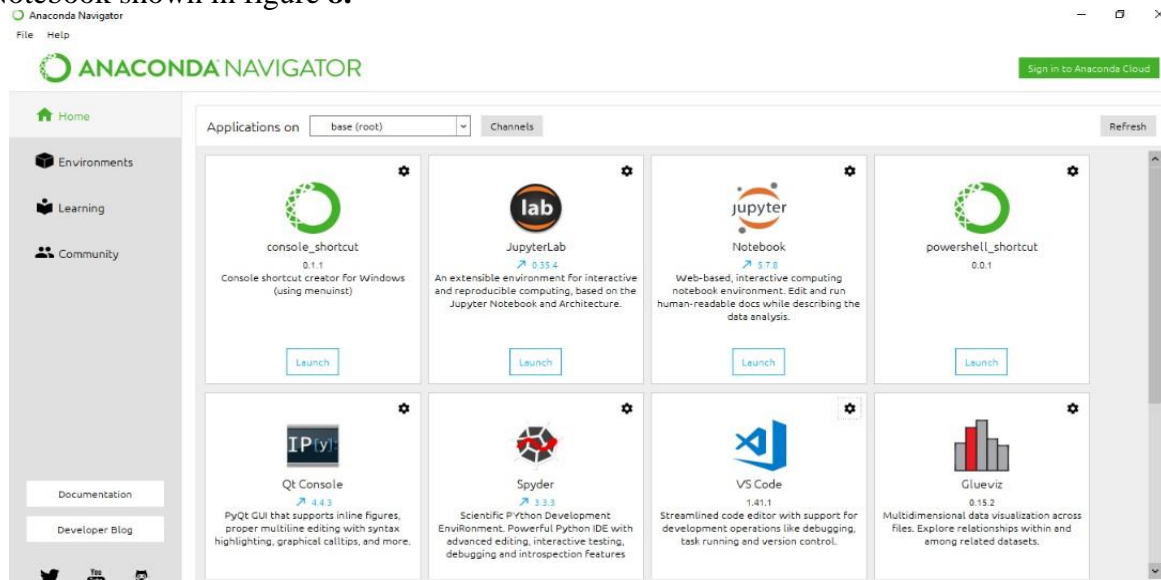 Notebook shown in figure 8.
Anaconda Navigator
File Help
ANACONDA NAVIGATOR
Sign in to Anaconda Cloud
Home
Applications on base (root) Channels
Refresh
Environments
Learning
Community
console_shortcut
0.1.1
Console shortcut creator for Windows
(using menuinst)
Launch
lab
JupyterLab
0.35.4
An extensible environment for interactive
and reproducible computing, based on the
Jupyter Notebook and Architecture.
Launch
jupyter
Notebook
5.7.8
Web-based, interactive computing
notebook environment. Edit and run
human-readable docs while describing the
data analysis.
Launch
powershell_shortcut
0.0.1
Launch
IP[y]:
Qt Console
4.4.3
PyQt GUI that supports inline figures,
proper multiline editing with syntax
highlighting, graphical calltips, and more.
Spyder
3.3.3
Scientific PYthon Development
EnviRonment. Powerful Python IDE with
advanced editing, interactive testing,
debugging and introspection features
VS Code
1.41.1
Streamlined code editor with support for
development operations like debugging,
task running and version control.
Glueviz
0.15.2
Multidimensional data visualization across
files. Explore relationships within and
among related datasets.
Documentation
Developer Blog
You